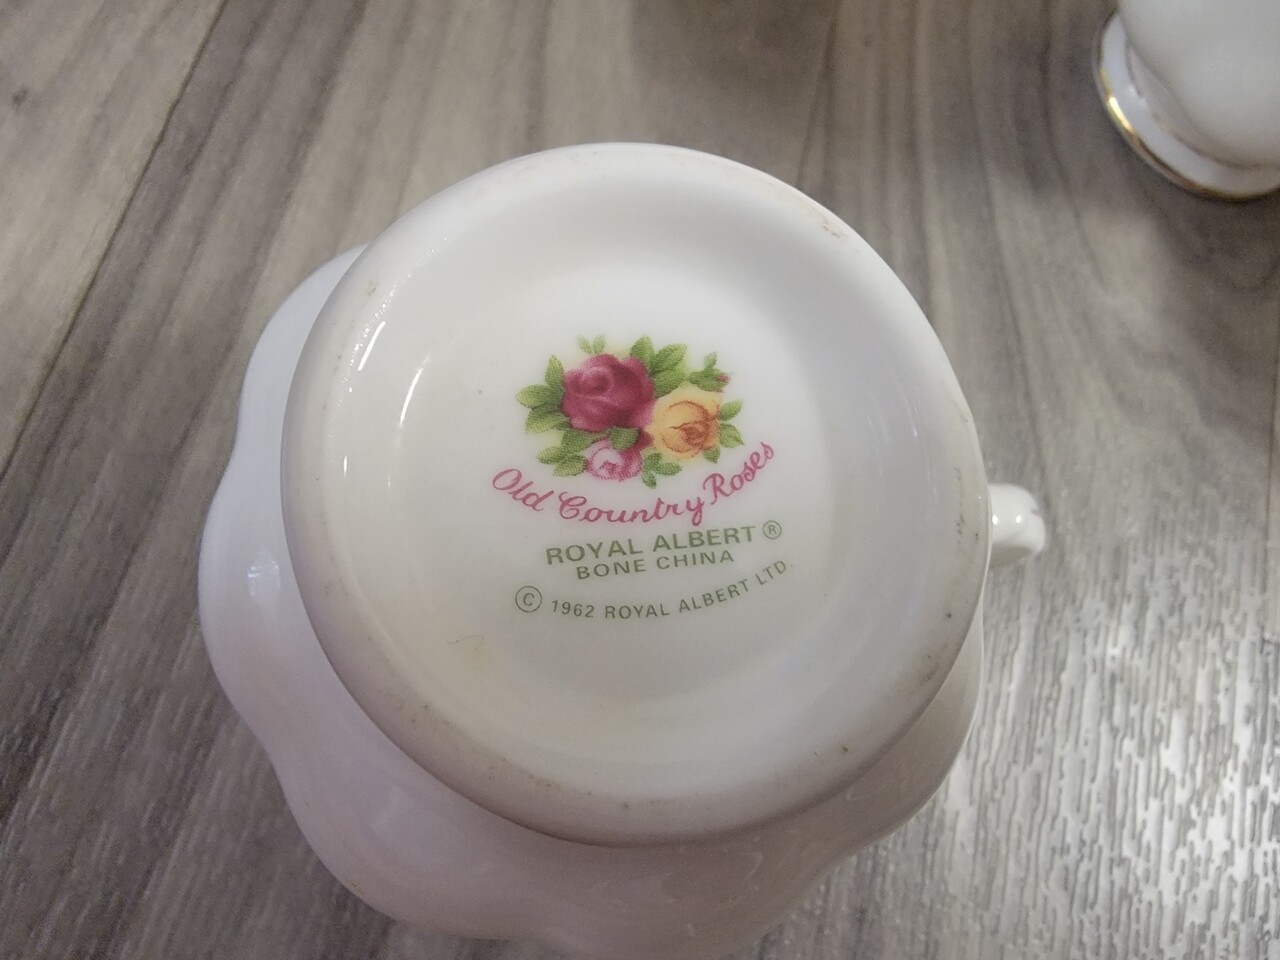 Old Country Roses
ROYAL ALBERT ®
BONE CHINA
© 1962 ROYAL ALBERT LTD.